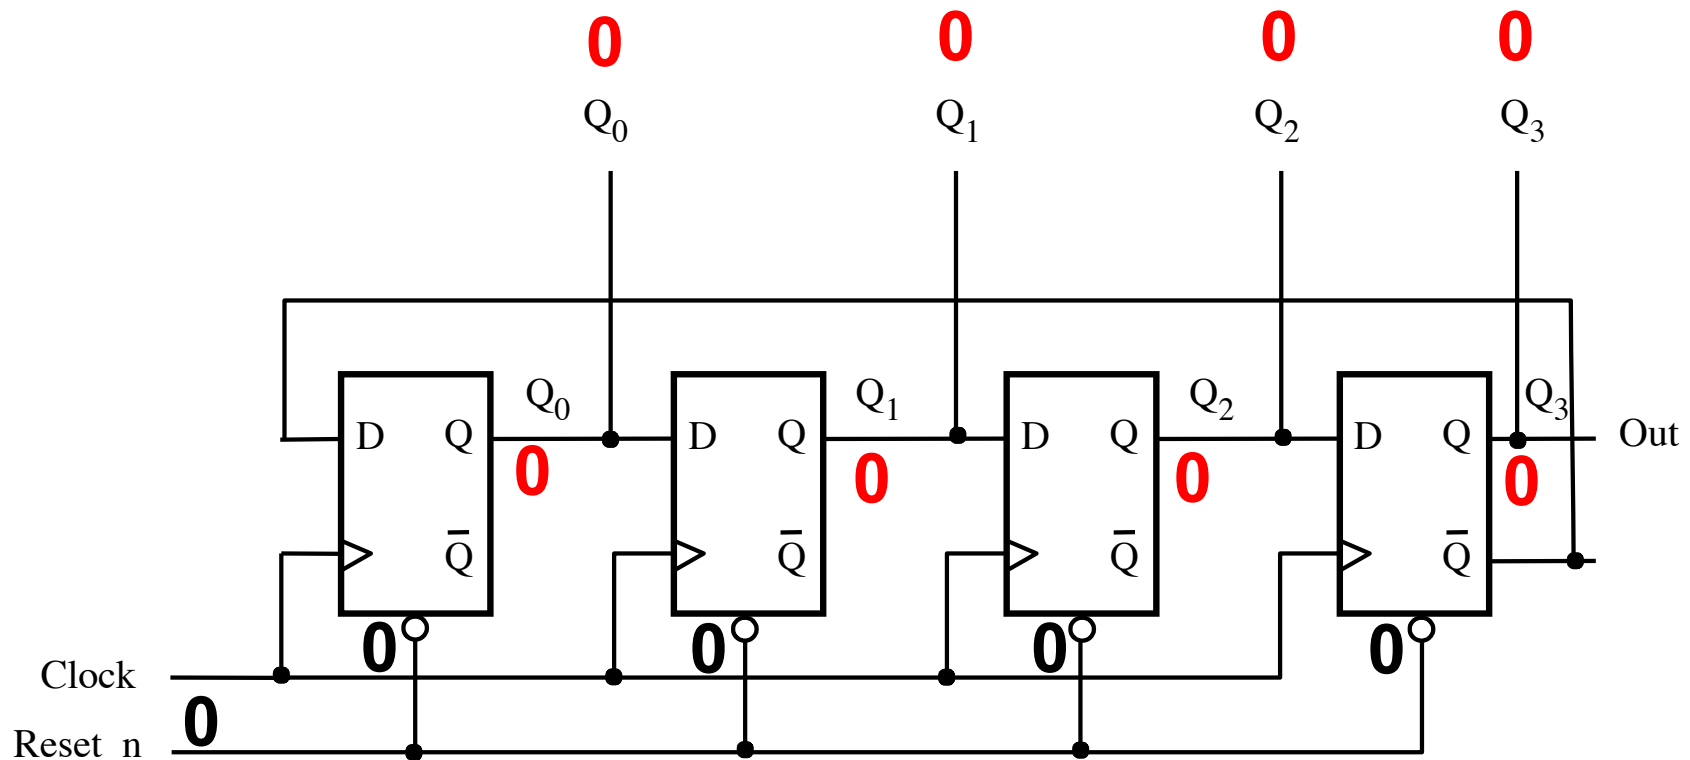 0 0 0 0
Q0 Q1 Q2 Q3
Q0 Q1 Q2 Q3
D Q D Q D Q D Q Out
0 0 0 0
Q̅ Q̅ Q̅ Q̅
0 0 0 0
Clock
0
Reset n